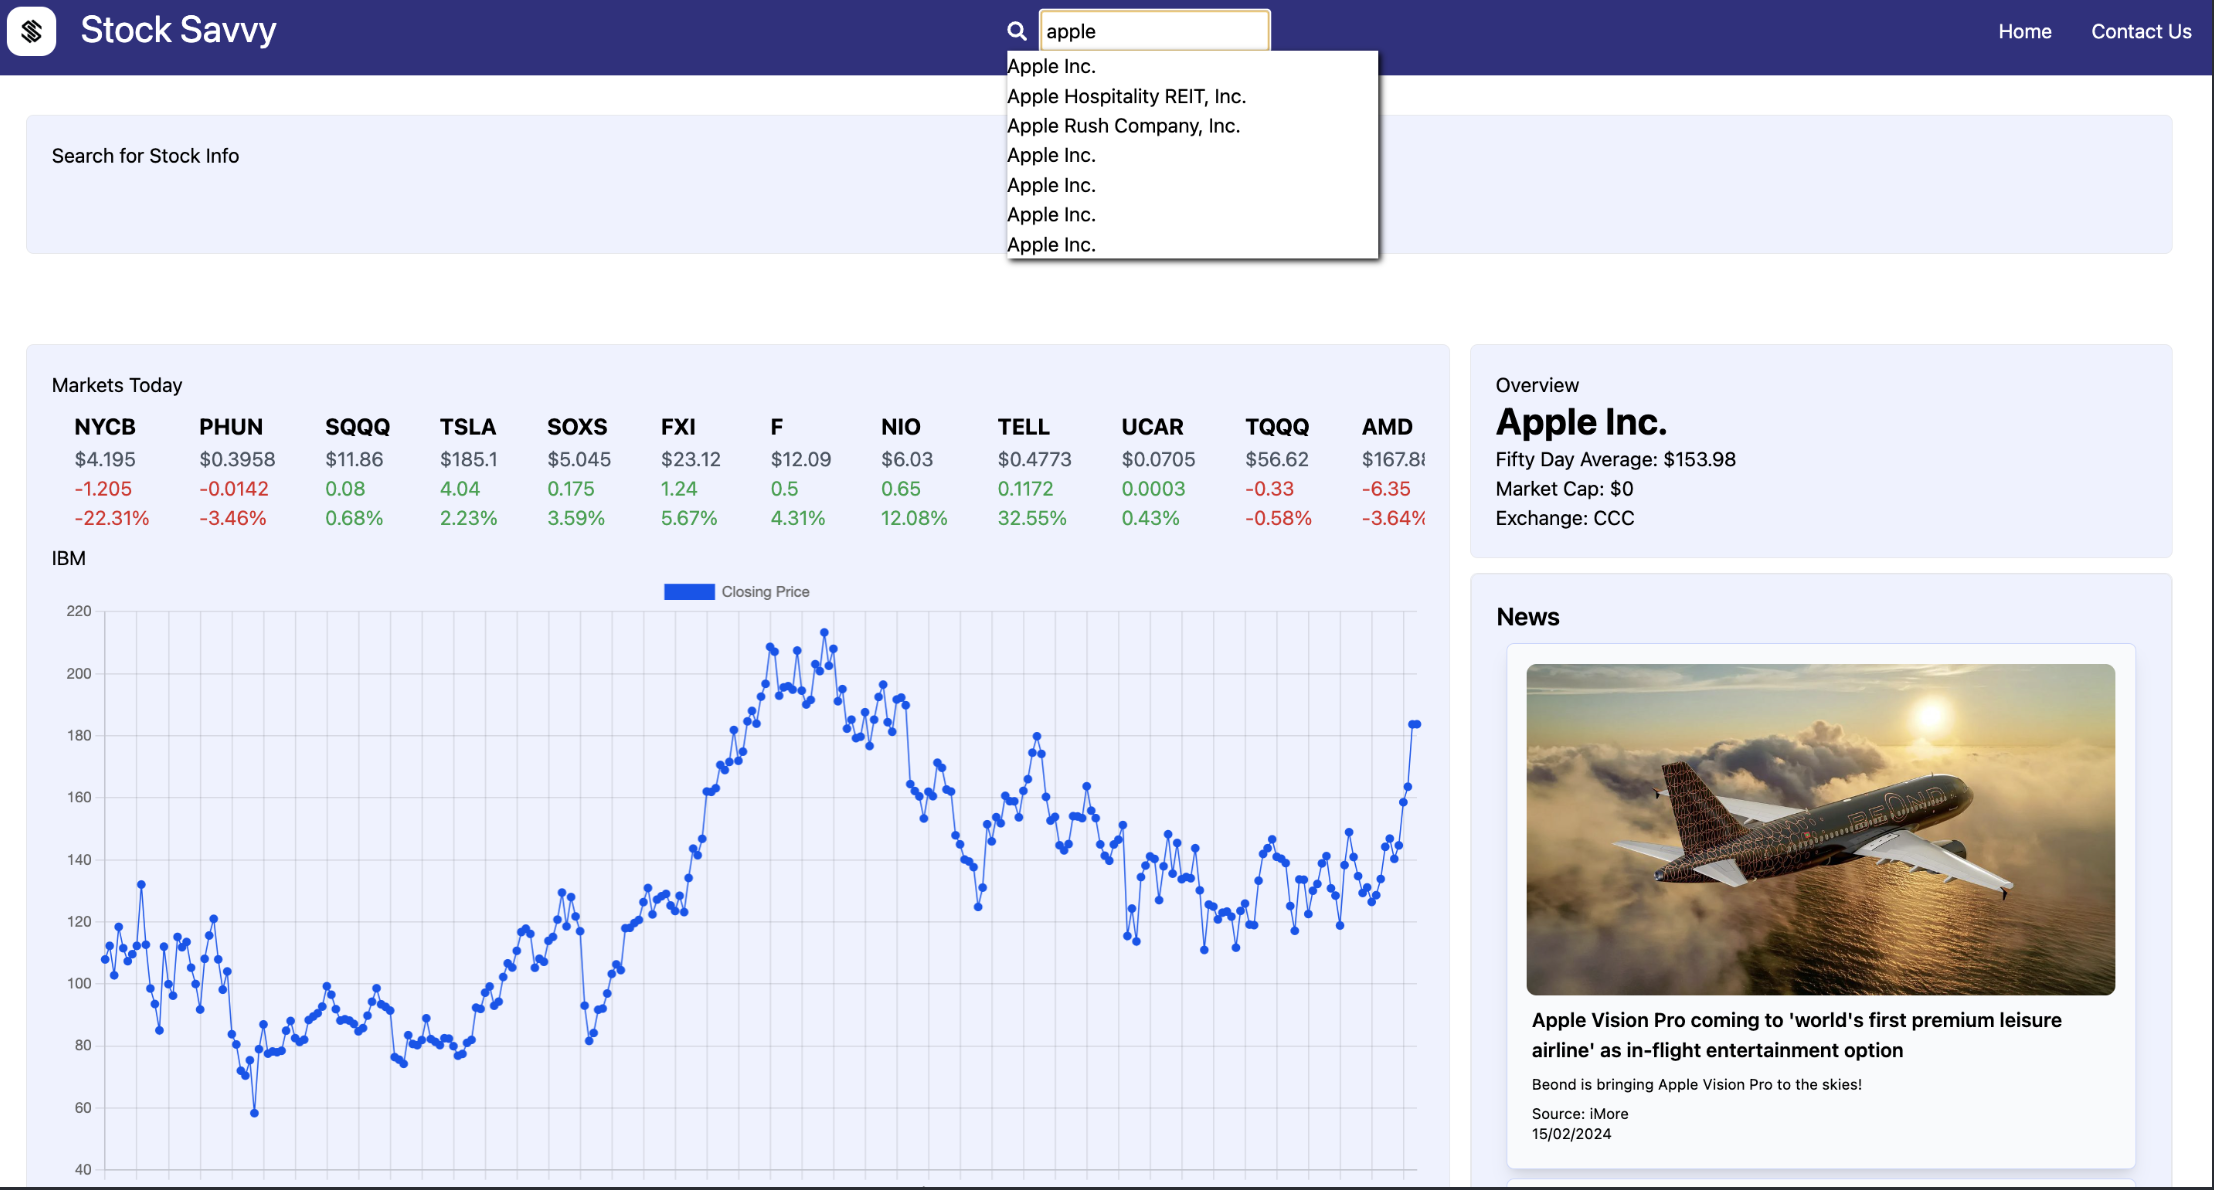 Stock Savvy
apple
Home
Contact Us
Apple Inc.
Apple Hospitality REIT, Inc.
Apple Rush Company, Inc.
Apple Inc.
Apple Inc.
Apple Inc.
Apple Inc.
Search for Stock Info
Markets Today
NYCB PHUN SQQQ TSLA SOXS FXI F NIO TELL UCAR TQQQ AMD
$4.195 $0.3958 $11.86 $185.1 $5.045 $23.12 $12.09 $6.03 $0.4773 $0.0705 $56.62 $167.8
-1.205 -0.0142 0.08 4.04 0.175 1.24 0.5 0.65 0.1172 0.0003 -0.33 -6.35
-22.31% -3.46% 0.68% 2.23% 3.59% 5.67% 4.31% 12.08% 32.55% 0.43% -0.58% -3.64%
IBM
Closing Price
220
200
180
160
140
120
100
80
60
40
Overview
Apple Inc.
Fifty Day Average: $153.98
Market Cap: $0
Exchange: CCC
News
BEOND
Apple Vision Pro coming to 'world's first premium leisure
airline' as in-flight entertainment option
Beond is bringing Apple Vision Pro to the skies!
Source: iMore
15/02/2024